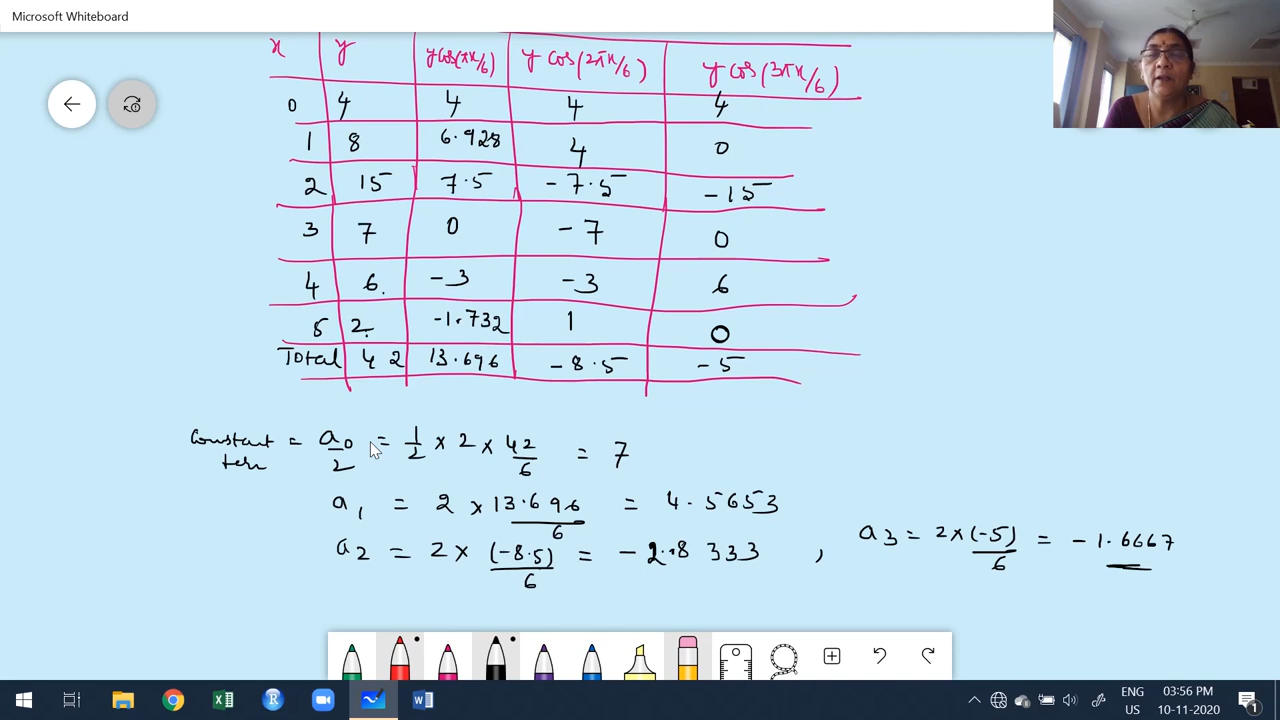 Microsoft Whiteboard
x y y cos(πx/6) y cos(2πx/6) y cos(3πx/6)
0 4 4 4 4
1 8 6.928 4 0
2 15 7.5 -7.5 -15
3 7 0 -7 0
4 6. -3 -3 6
5 2. -1.732 1 0
Total 42 13.696 -8.5 -5
Constant term = a0/2 = 1/2 × 2 × 42/6 = 7
a1 = 2 × 13.696/6 = 4.5653
a2 = 2 × (-8.5)/6 = -2.8333 , a3 = 2×(-5)/6 = -1.6667
ENG 03:56 PM
US 10-11-2020
1